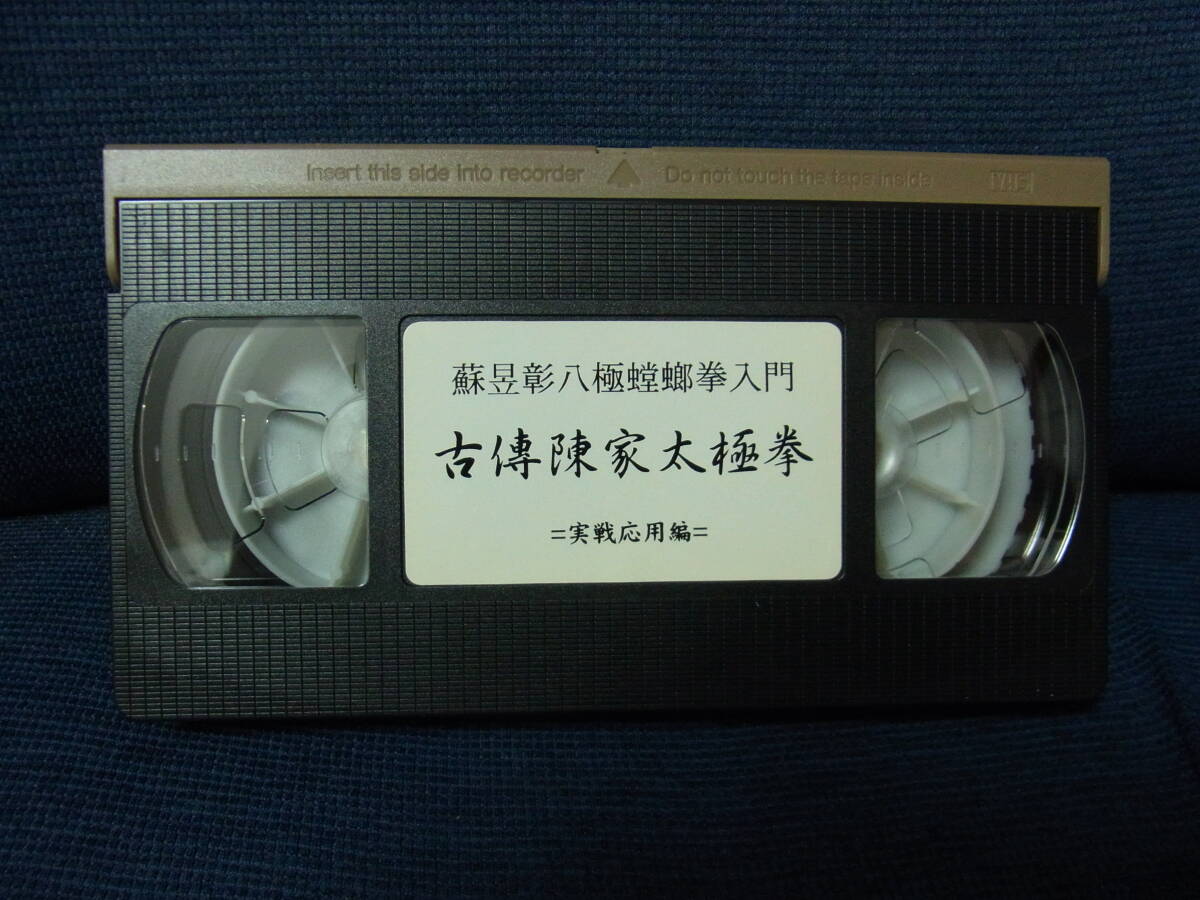 Insert this side into recorder Do not touch the tape inside VHS
蘇昱彰八極螳螂拳入門
古傳陳家太極拳
=実戦応用編=